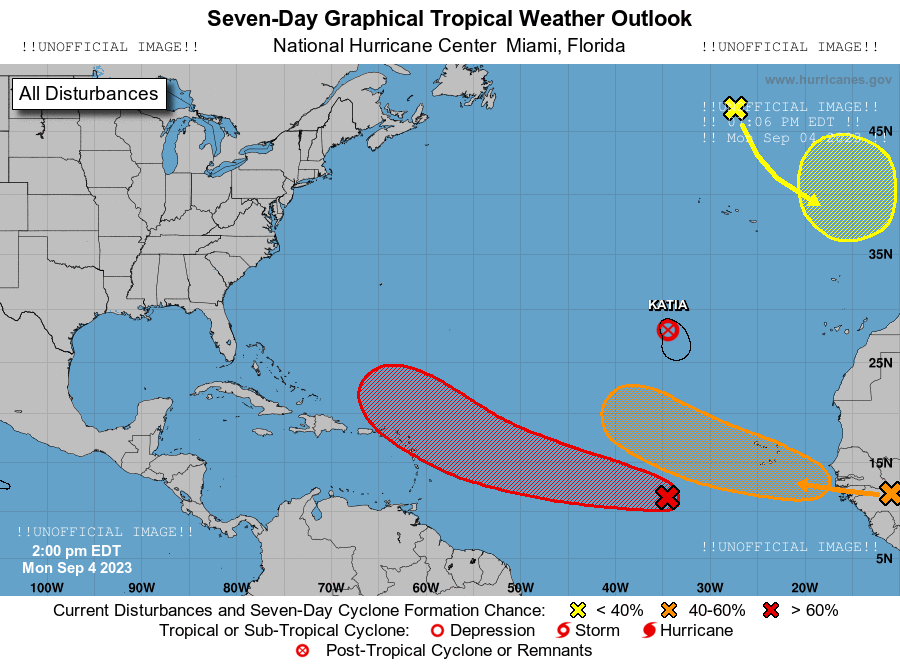 Seven-Day Graphical Tropical Weather Outlook
!!UNOFFICIAL IMAGE!! National Hurricane Center Miami, Florida !!UNOFFICIAL IMAGE!!
www.hurricanes.gov
All Disturbances
!!UNOFFICIAL IMAGE!!
PM EDT !!
!! Mon Sep 04 2023 !!
45N
35N
KATIA
25N
15N
!!UNOFFICIAL IMAGE!!
!!UNOFFICIAL IMAGE!!
2:00 pm EDT
Mon Sep 4 2023
5N
100W 90W 80W 70W 60W 50W 40W 30W 20W
Current Disturbances and Seven-Day Cyclone Formation Chance: < 40% 40-60% > 60%
Tropical or Sub-Tropical Cyclone: Depression Storm Hurricane
Post-Tropical Cyclone or Remnants